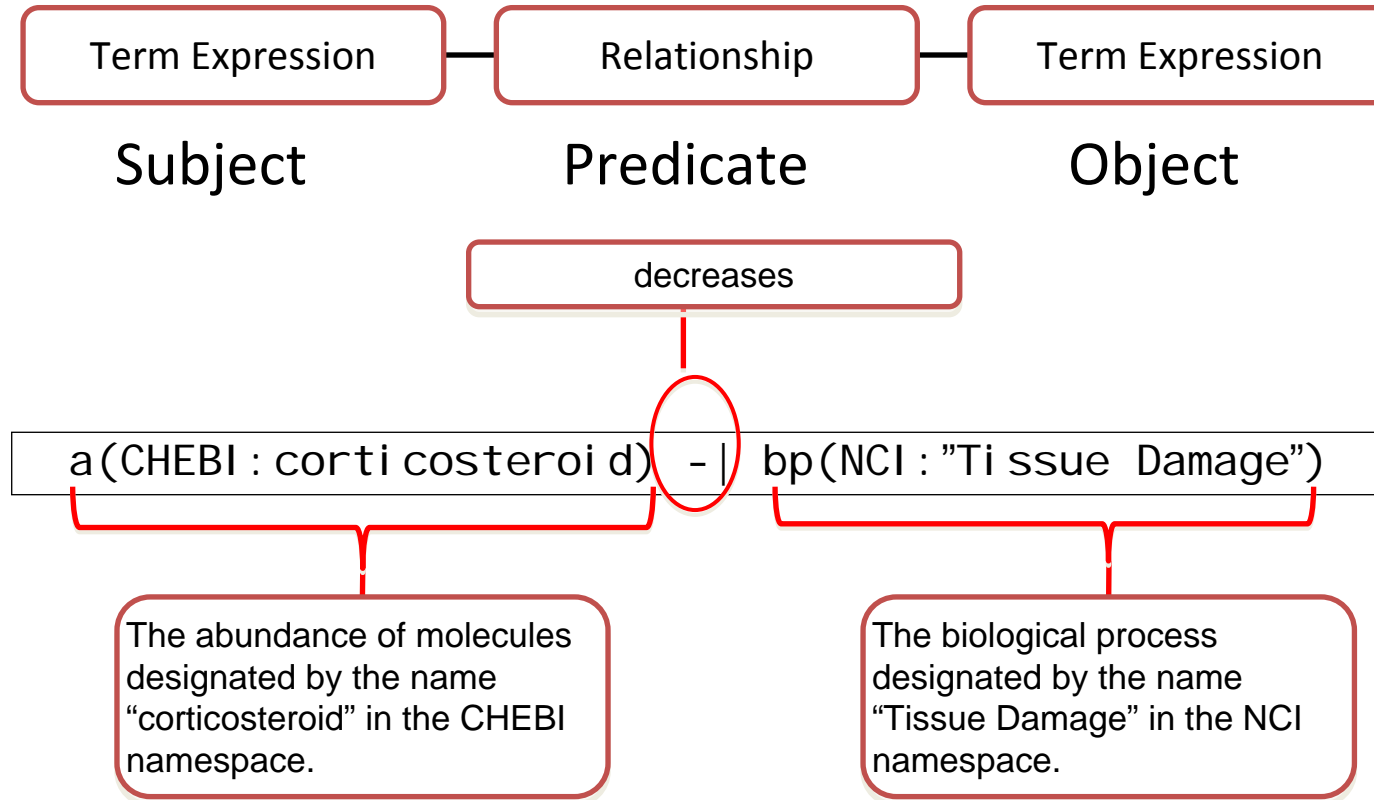 Term Expression Relationship Term Expression
Subject Predicate Object
decreases
a(CHEBI:corticosteroid) -| bp(NCI:”Tissue Damage”)
The abundance of molecules
designated by the name
“corticosteroid” in the CHEBI
namespace.
The biological process
designated by the name
“Tissue Damage” in the NCI
namespace.